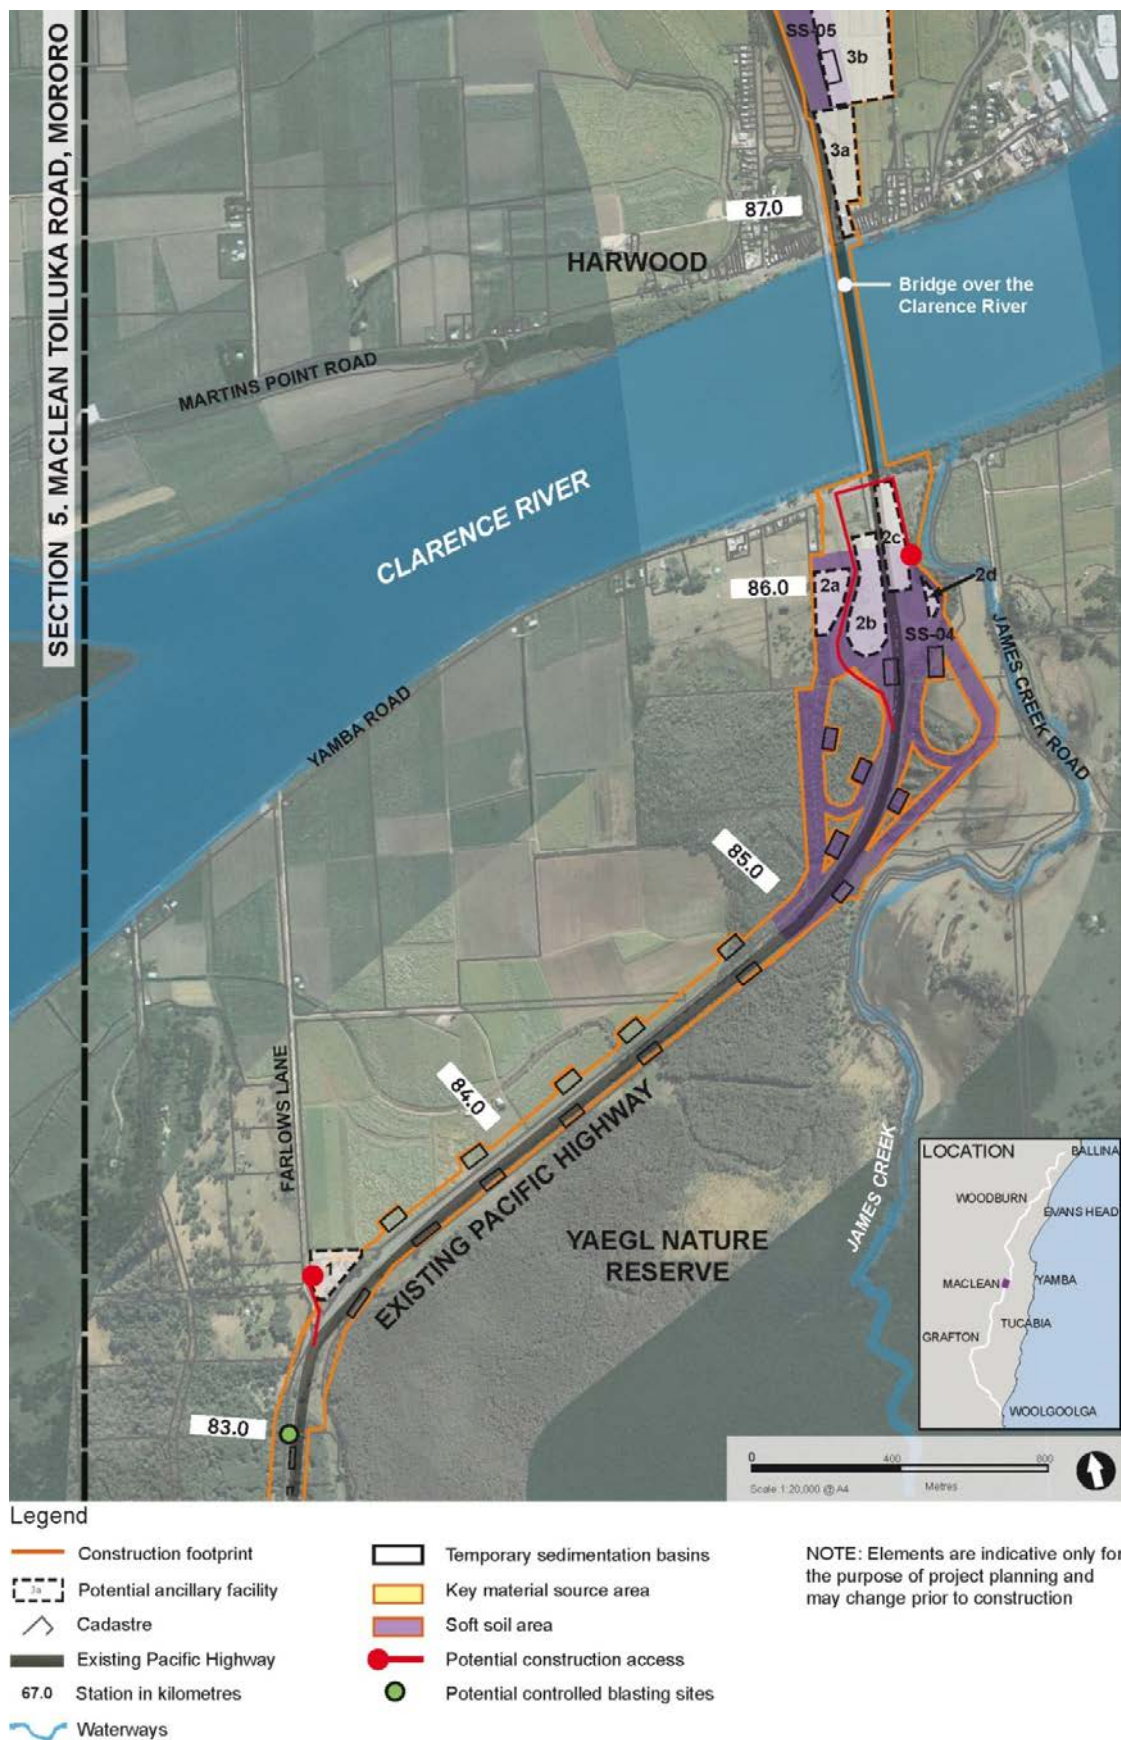 SECTION 5. MACLEAN TOILUKA ROAD, MORORO
SS-05
3b
3a
87.0
HARWOOD
Bridge over the
Clarence River
MARTINS POINT ROAD
CLARENCE RIVER
2c
86.0
2a
2d
2b
SS-04
JAMES CREEK ROAD
YAMBA ROAD
85.0
84.0
FARLOWS LANE
EXISTING PACIFIC HIGHWAY
JAMES CREEK
YAEGL NATURE
RESERVE
1
83.0
LOCATION
BALLINA
WOODBURN
EVANS HEAD
MACLEAN
YAMBA
TUCABIA
GRAFTON
WOOLGOOLGA
0 400 800
Scale 1:20,000 @ A4 Metres
Legend
Construction footprint
3a Potential ancillary facility
Cadastre
Existing Pacific Highway
67.0 Station in kilometres
Waterways
Temporary sedimentation basins
Key material source area
Soft soil area
Potential construction access
Potential controlled blasting sites
NOTE: Elements are indicative only for
the purpose of project planning and
may change prior to construction